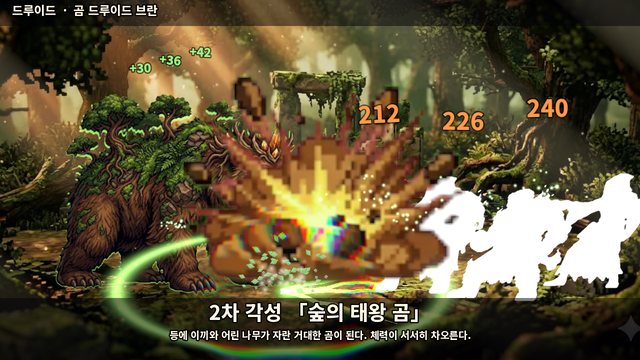 드루이드 · 곰 드루이드 브란
+30 +36 +42
212 226 240
2차 각성 「숲의 태왕 곰」
등에 이끼와 어린 나무가 자란 거대한 곰이 된다. 체력이 서서히 차오른다.